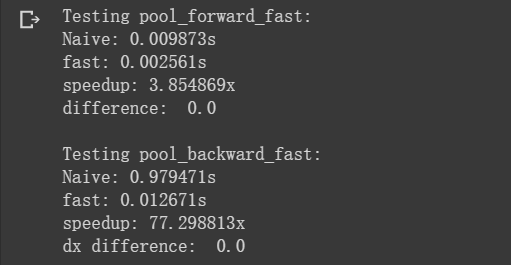 Testing pool_forward_fast:
Naive: 0.009873s
fast: 0.002561s
speedup: 3.854869x
difference:  0.0
Testing pool_backward_fast:
Naive: 0.979471s
fast: 0.012671s
speedup: 77.298813x
dx difference:  0.0